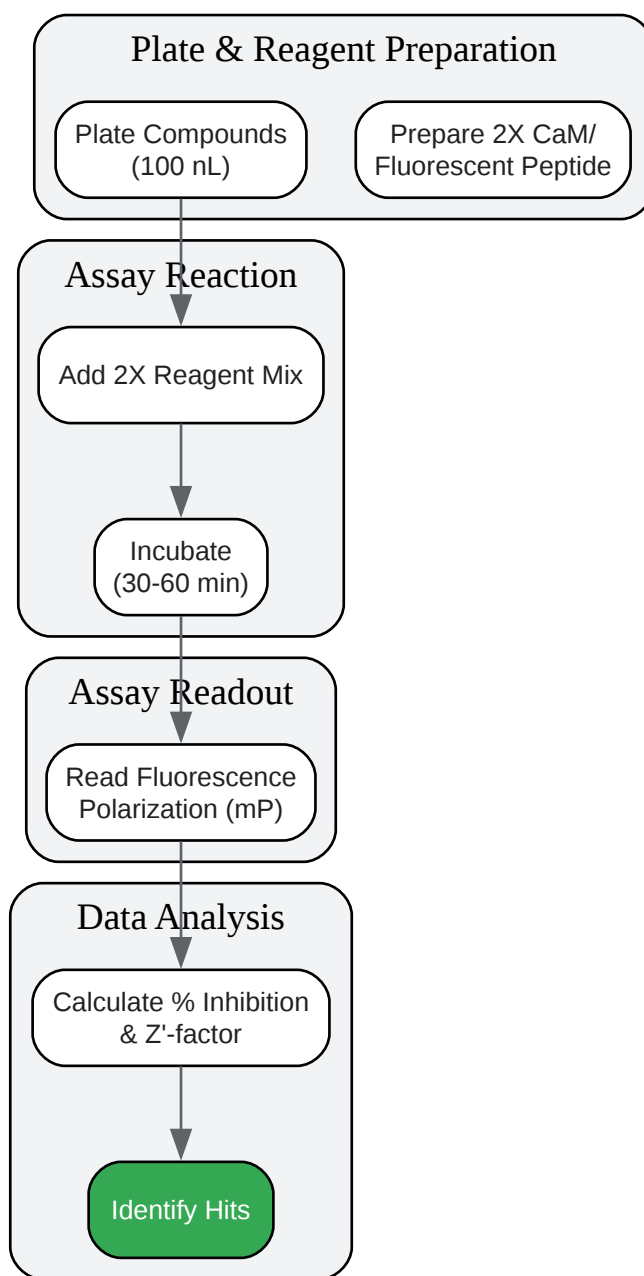 Plate & Reagent Preparation
Plate Compounds
(100 nL)
Prepare 2X CaM/
Fluorescent Peptide
Assay Reaction
Add 2X Reagent Mix
Incubate
(30-60 min)
Assay Readout
Read Fluorescence
Polarization (mP)
Data Analysis
Calculate % Inhibition
& Z'-factor
Identify Hits